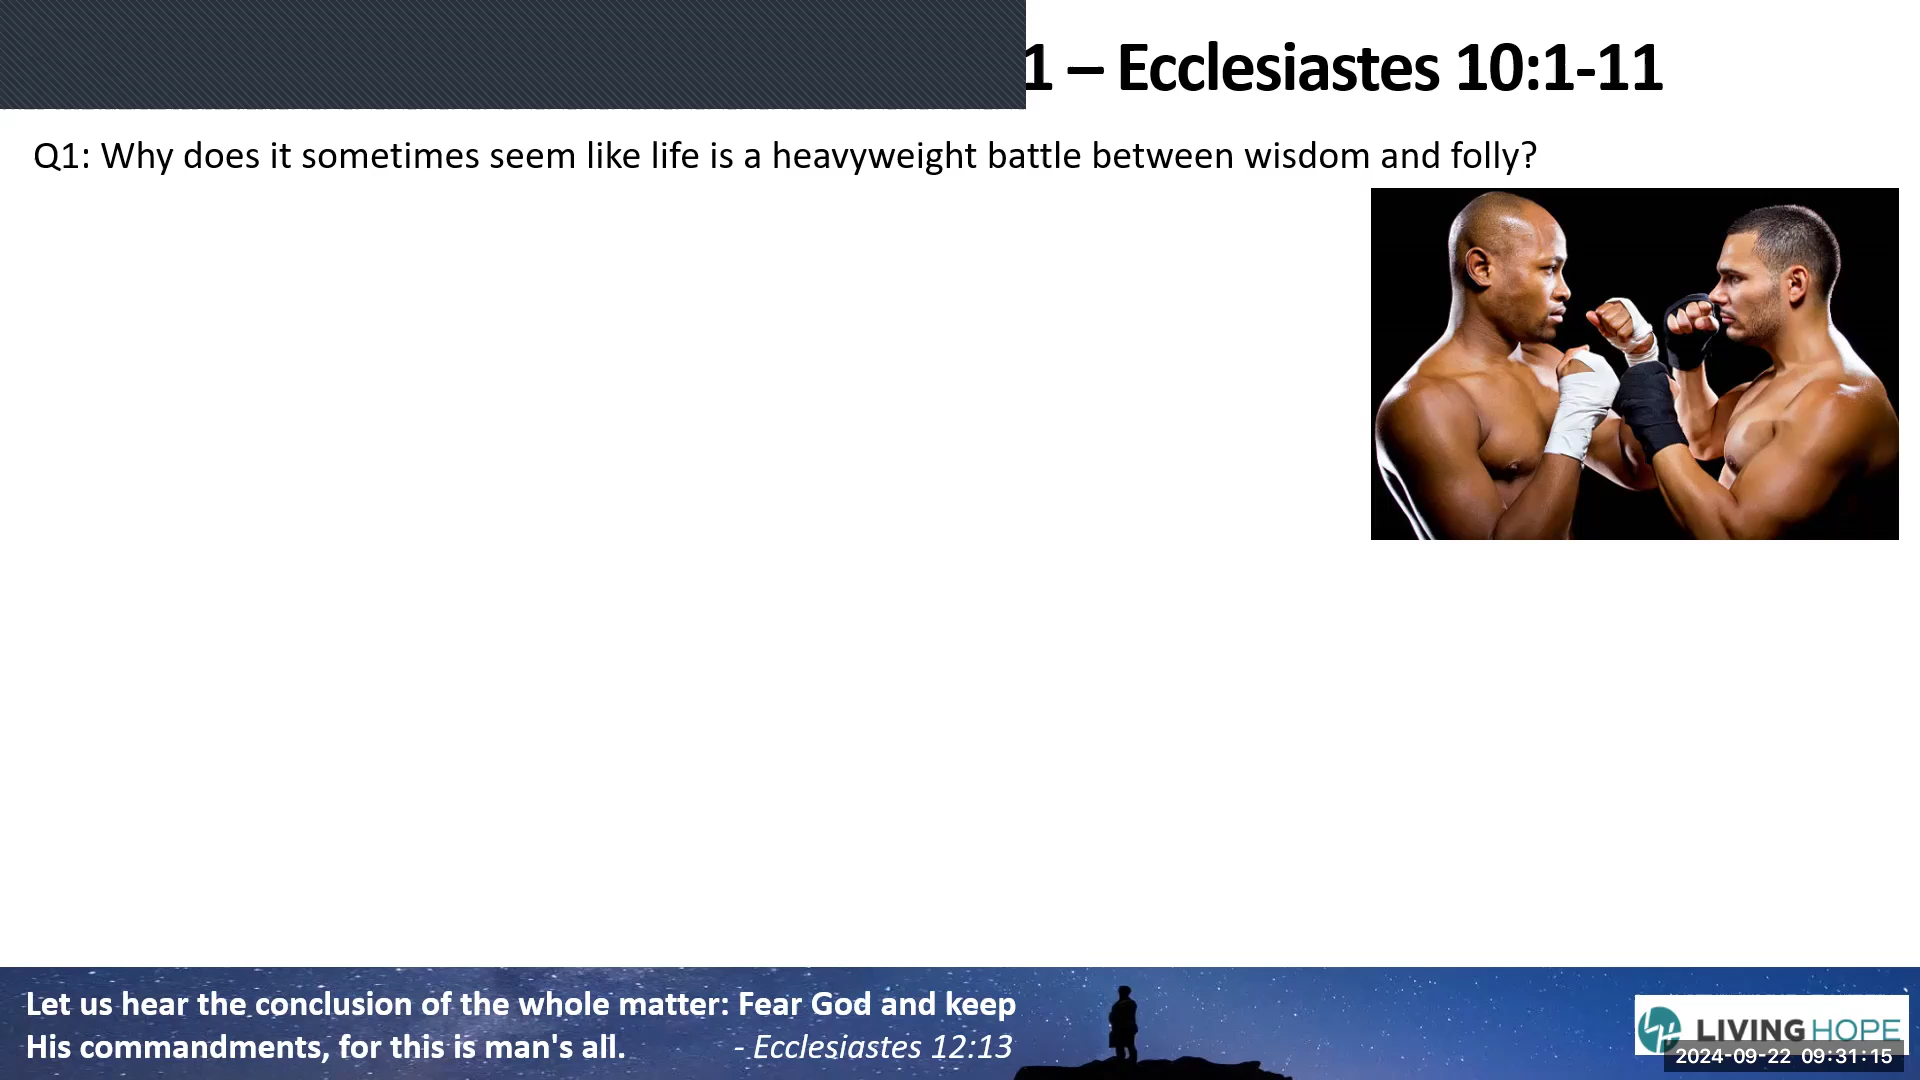 1 – Ecclesiastes 10:1-11
Q1: Why does it sometimes seem like life is a heavyweight battle between wisdom and folly?
Let us hear the conclusion of the whole matter: Fear God and keep
His commandments, for this is man's all. - Ecclesiastes 12:13
LIVING HOPE
2024-09-22 09:31:15